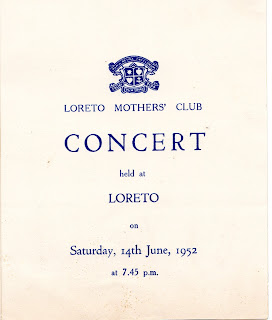 LORETO MOTHERS' CLUB
CONCERT
held at
LORETO
on
Saturday, 14th June, 1952
at 7.45 p.m.